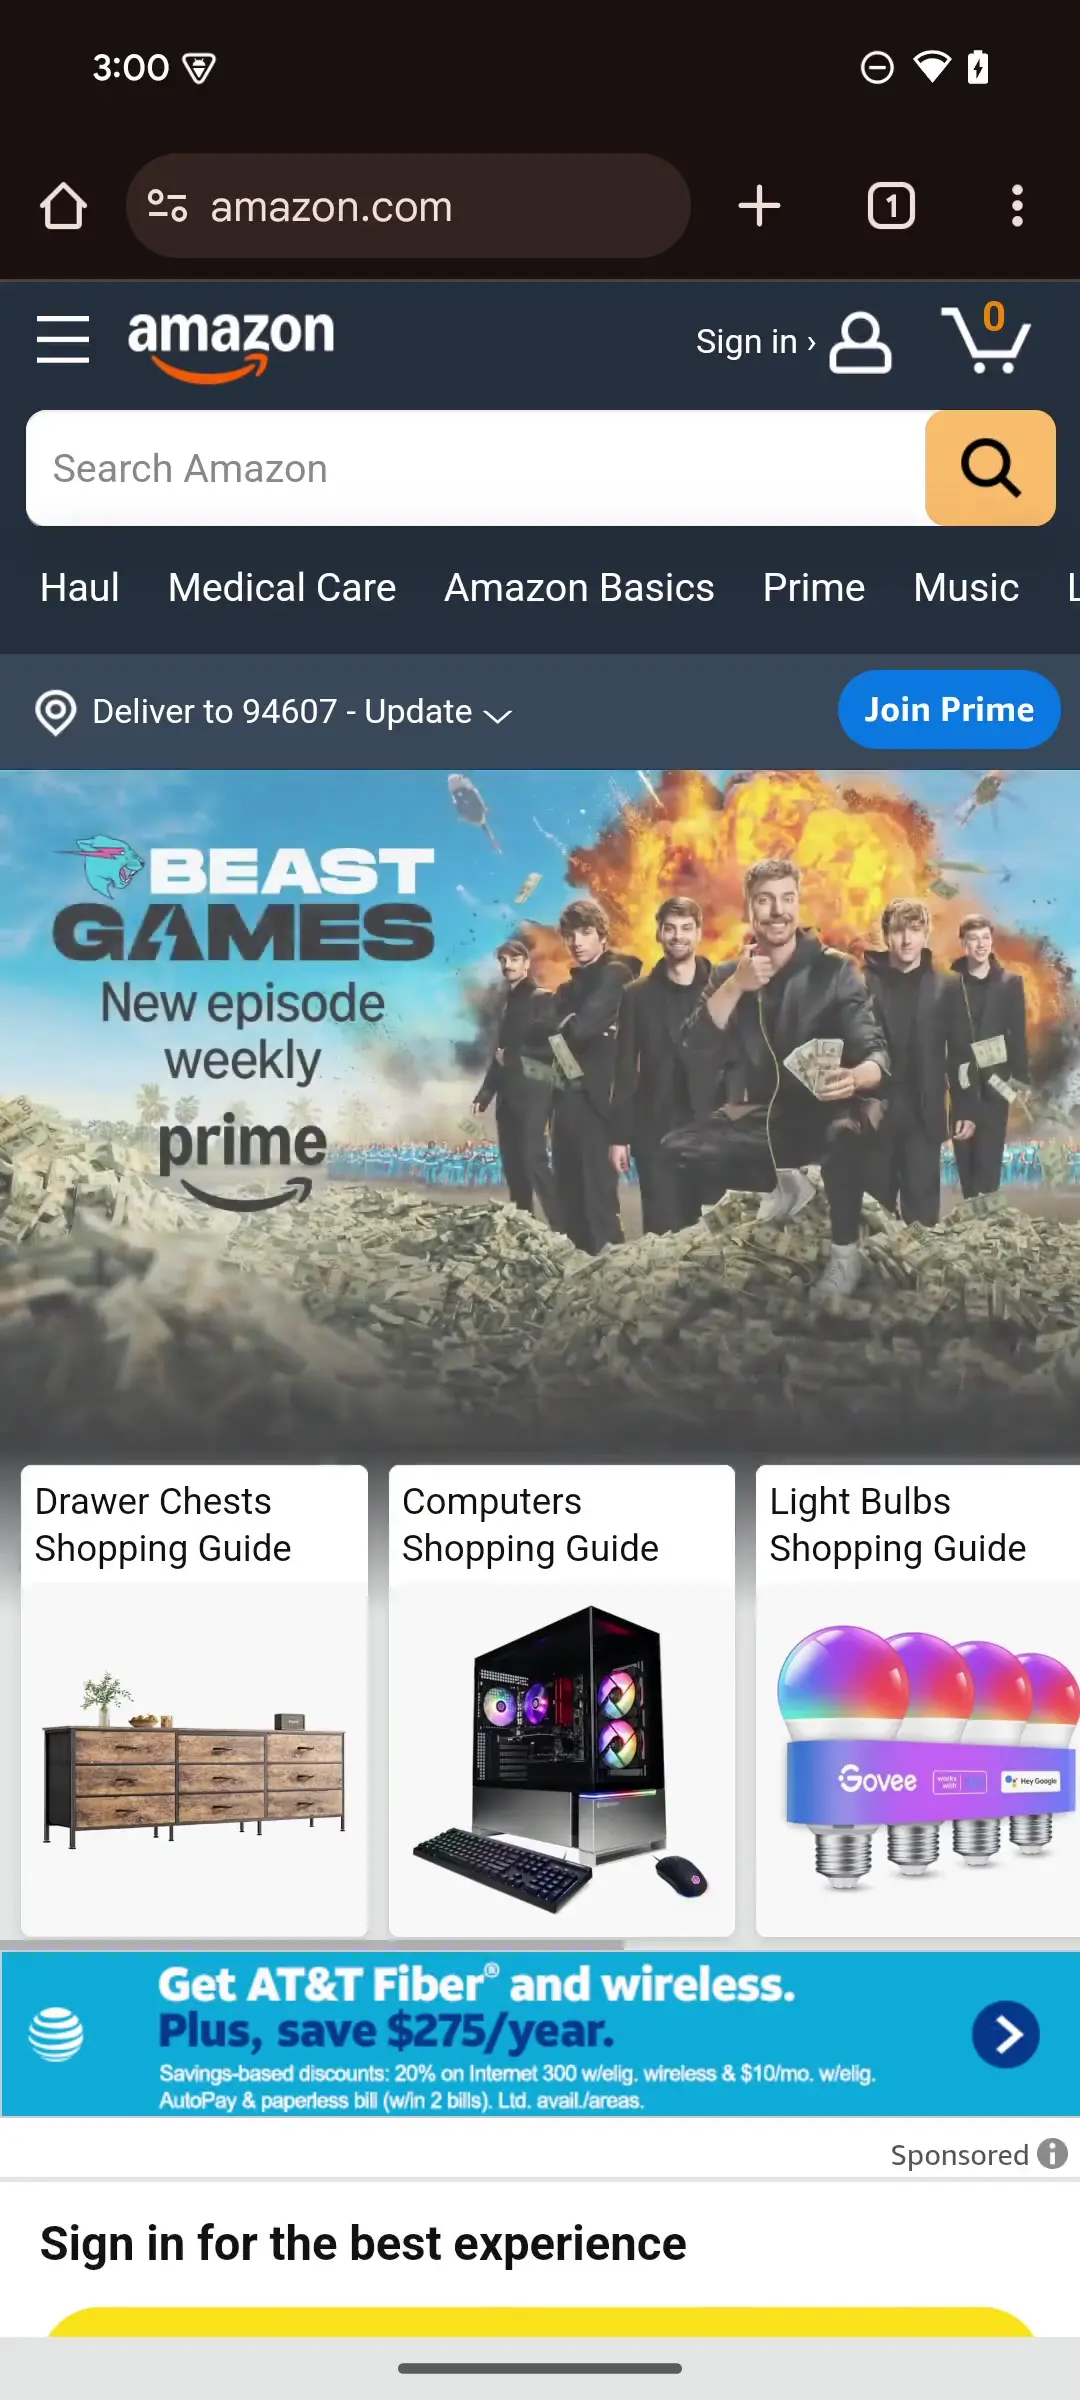 3:00
amazon.com
1
amazon
Sign in ›
0
Search Amazon
Haul Medical Care Amazon Basics Prime Music L
Deliver to 94607 - Update
Join Prime
BEAST
GAMES
New episode
weekly
prime
Drawer Chests
Shopping Guide
Computers
Shopping Guide
Light Bulbs
Shopping Guide
Govee
works with
Hey Google
Get AT&T Fiber® and wireless.
Plus, save $275/year.
Savings-based discounts: 20% on Internet 300 w/elig. wireless & $10/mo. w/elig.
AutoPay & paperless bill (w/in 2 bills). Ltd. avail./areas.
Sponsored
Sign in for the best experience